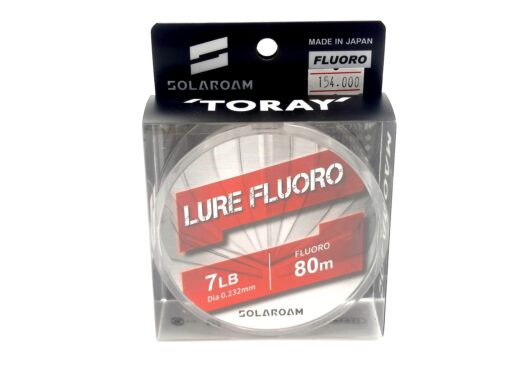 MADE IN JAPAN
FLUORO
154.000
SOLAROAM
'TORAY'
LURE FLUORO
7LB
Dia 0.232mm
FLUORO
80m
SOLAROAM